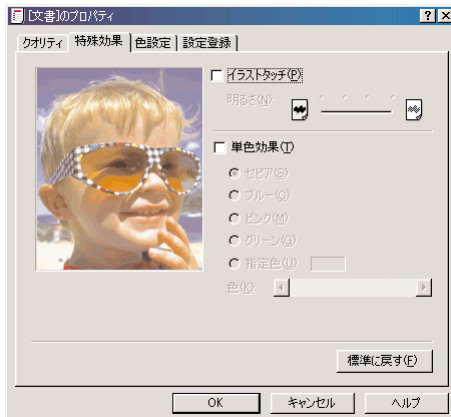 [文書]のプロパティ
クオリティ 特殊効果 色設定 設定登録
イラストタッチ(P)
明るさ(N):
単色効果(T)
セピア(S)
ブルー(C)
ピンク(M)
グリーン(G)
指定色(U)
色(K):
標準に戻す(F)
OK キャンセル ヘルプ